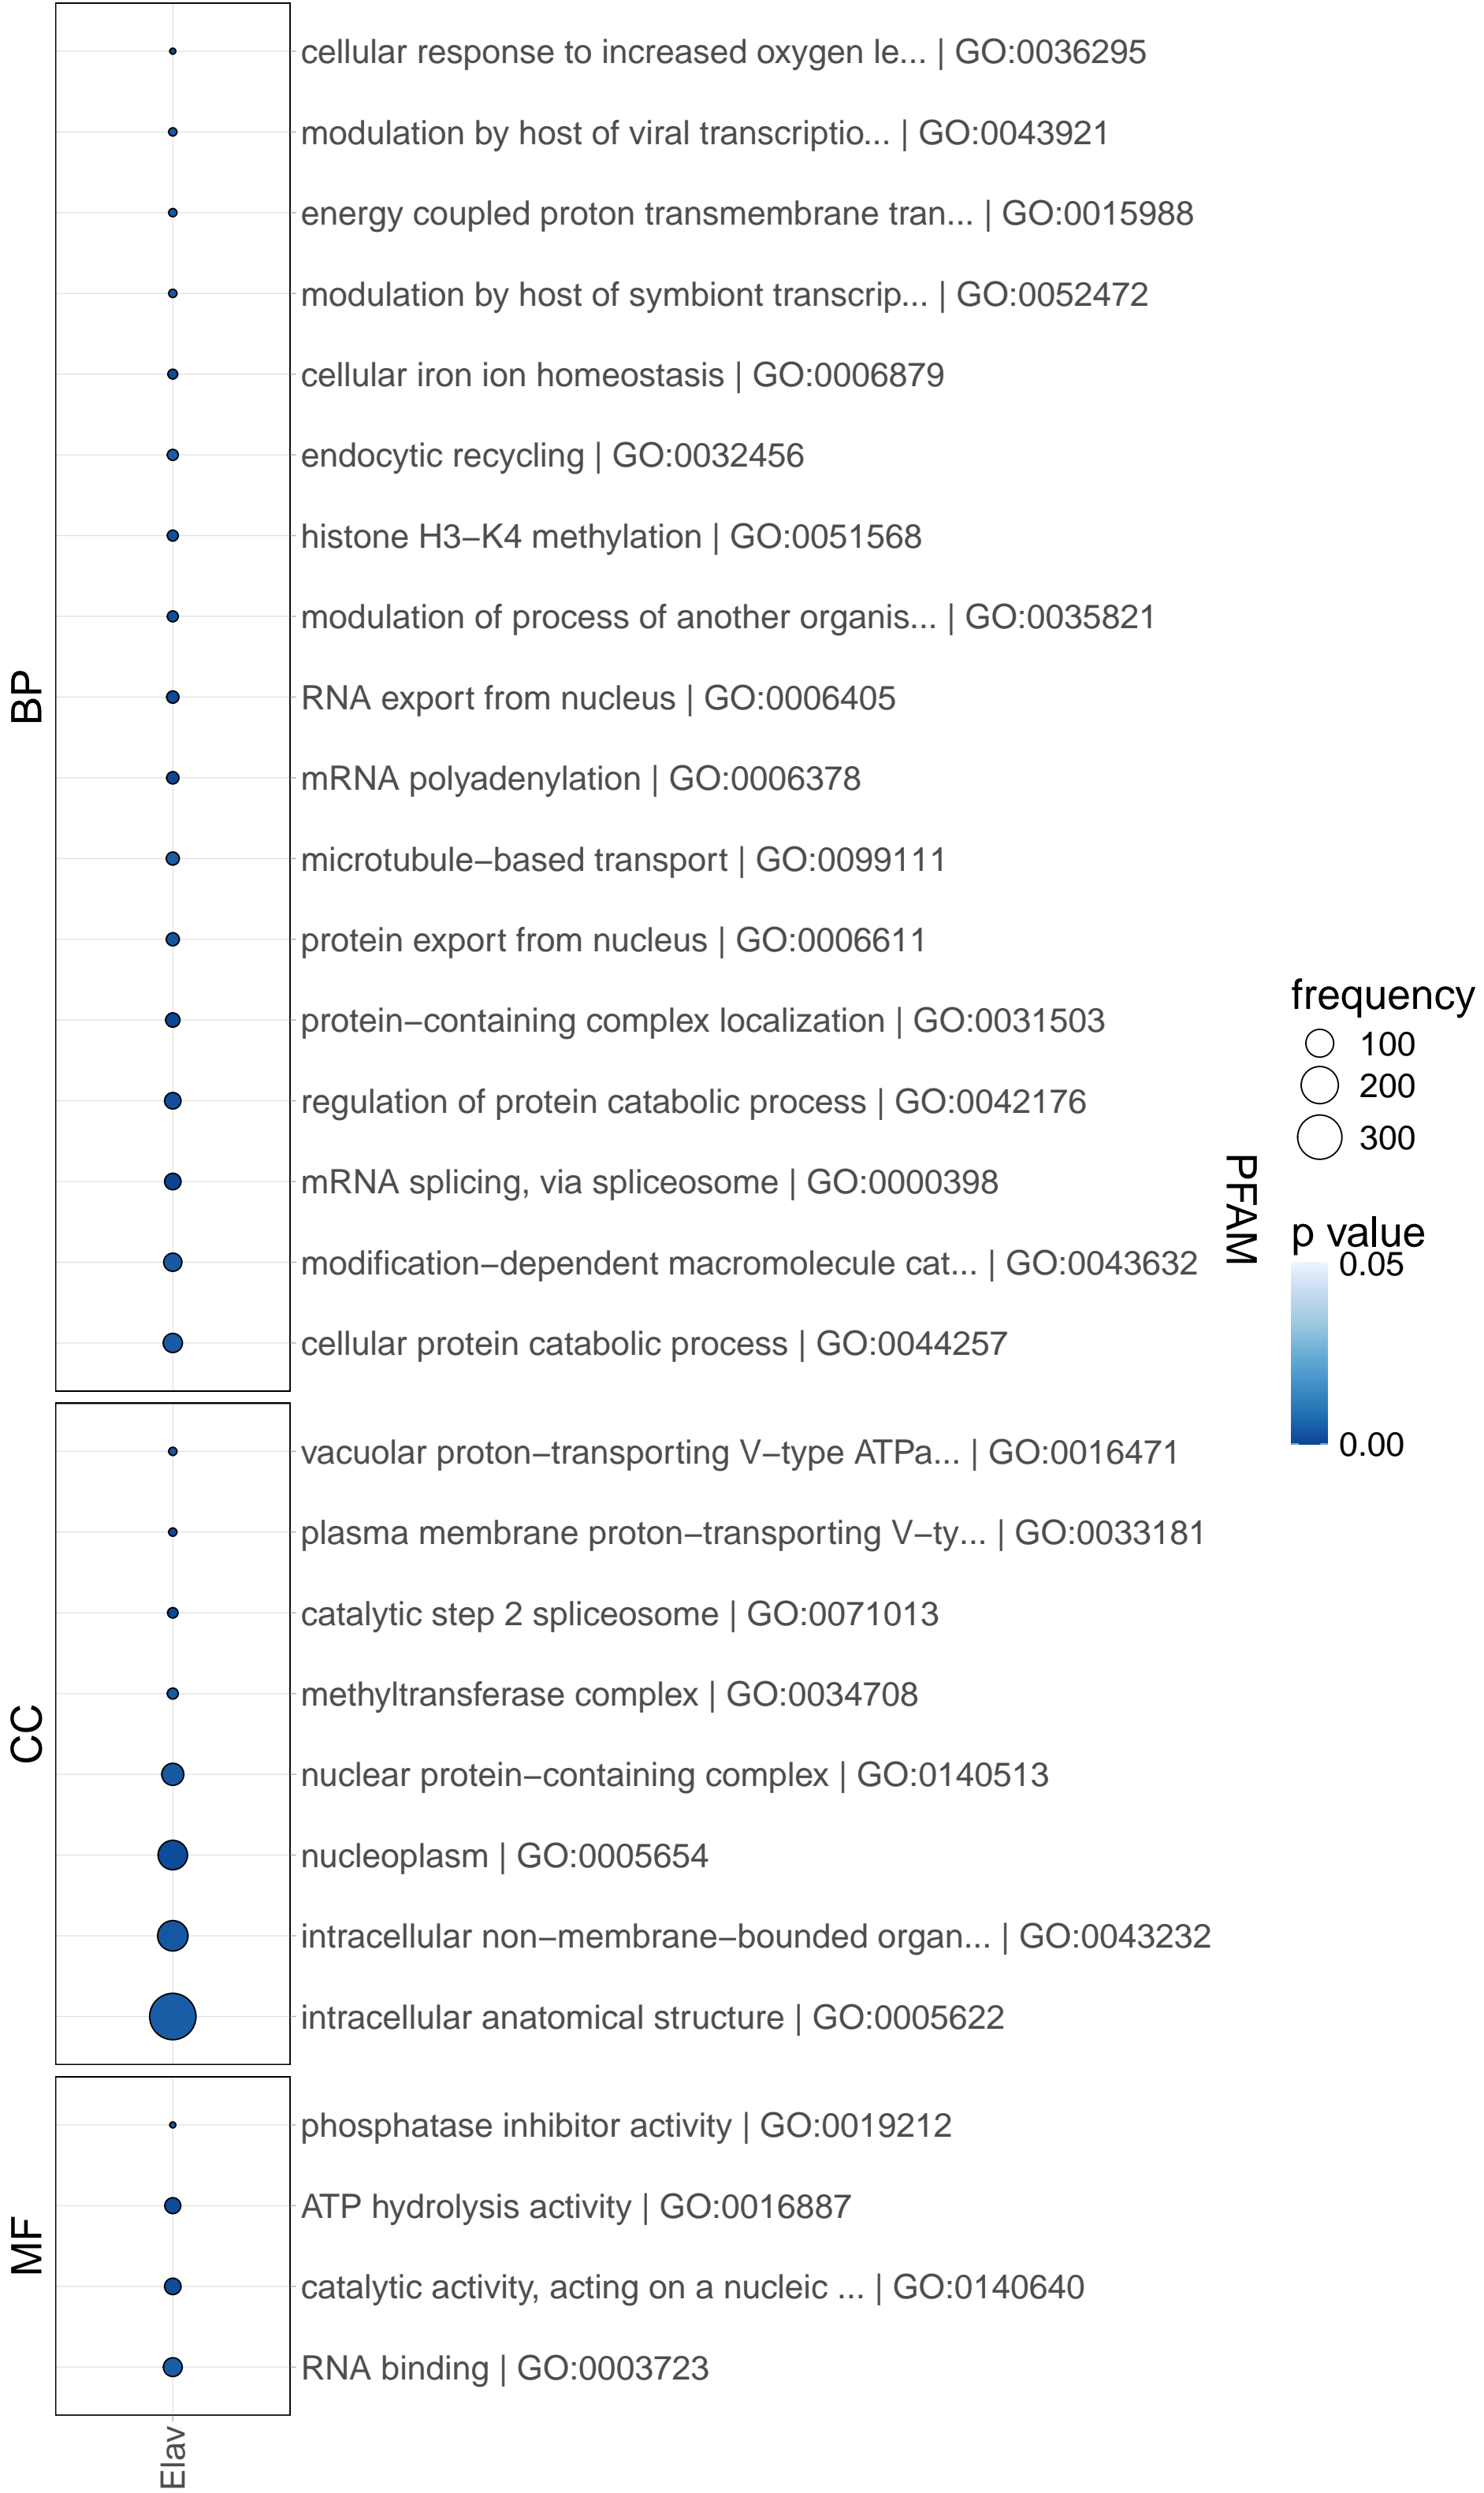 BP
cellular response to increased oxygen le... | GO:0036295
modulation by host of viral transcriptio... | GO:0043921
energy coupled proton transmembrane tran... | GO:0015988
modulation by host of symbiont transcrip... | GO:0052472
cellular iron ion homeostasis | GO:0006879
endocytic recycling | GO:0032456
histone H3−K4 methylation | GO:0051568
modulation of process of another organis... | GO:0035821
RNA export from nucleus | GO:0006405
mRNA polyadenylation | GO:0006378
microtubule−based transport | GO:0099111
protein export from nucleus | GO:0006611
protein−containing complex localization | GO:0031503
regulation of protein catabolic process | GO:0042176
mRNA splicing, via spliceosome | GO:0000398
modification−dependent macromolecule cat... | GO:0043632
cellular protein catabolic process | GO:0044257
CC
vacuolar proton−transporting V−type ATPa... | GO:0016471
plasma membrane proton−transporting V−ty... | GO:0033181
catalytic step 2 spliceosome | GO:0071013
methyltransferase complex | GO:0034708
nuclear protein−containing complex | GO:0140513
nucleoplasm | GO:0005654
intracellular non−membrane−bounded organ... | GO:0043232
intracellular anatomical structure | GO:0005622
MF
phosphatase inhibitor activity | GO:0019212
ATP hydrolysis activity | GO:0016887
catalytic activity, acting on a nucleic ... | GO:0140640
RNA binding | GO:0003723
Elav
PFAM
frequency
100
200
300
p value
0.05
0.00